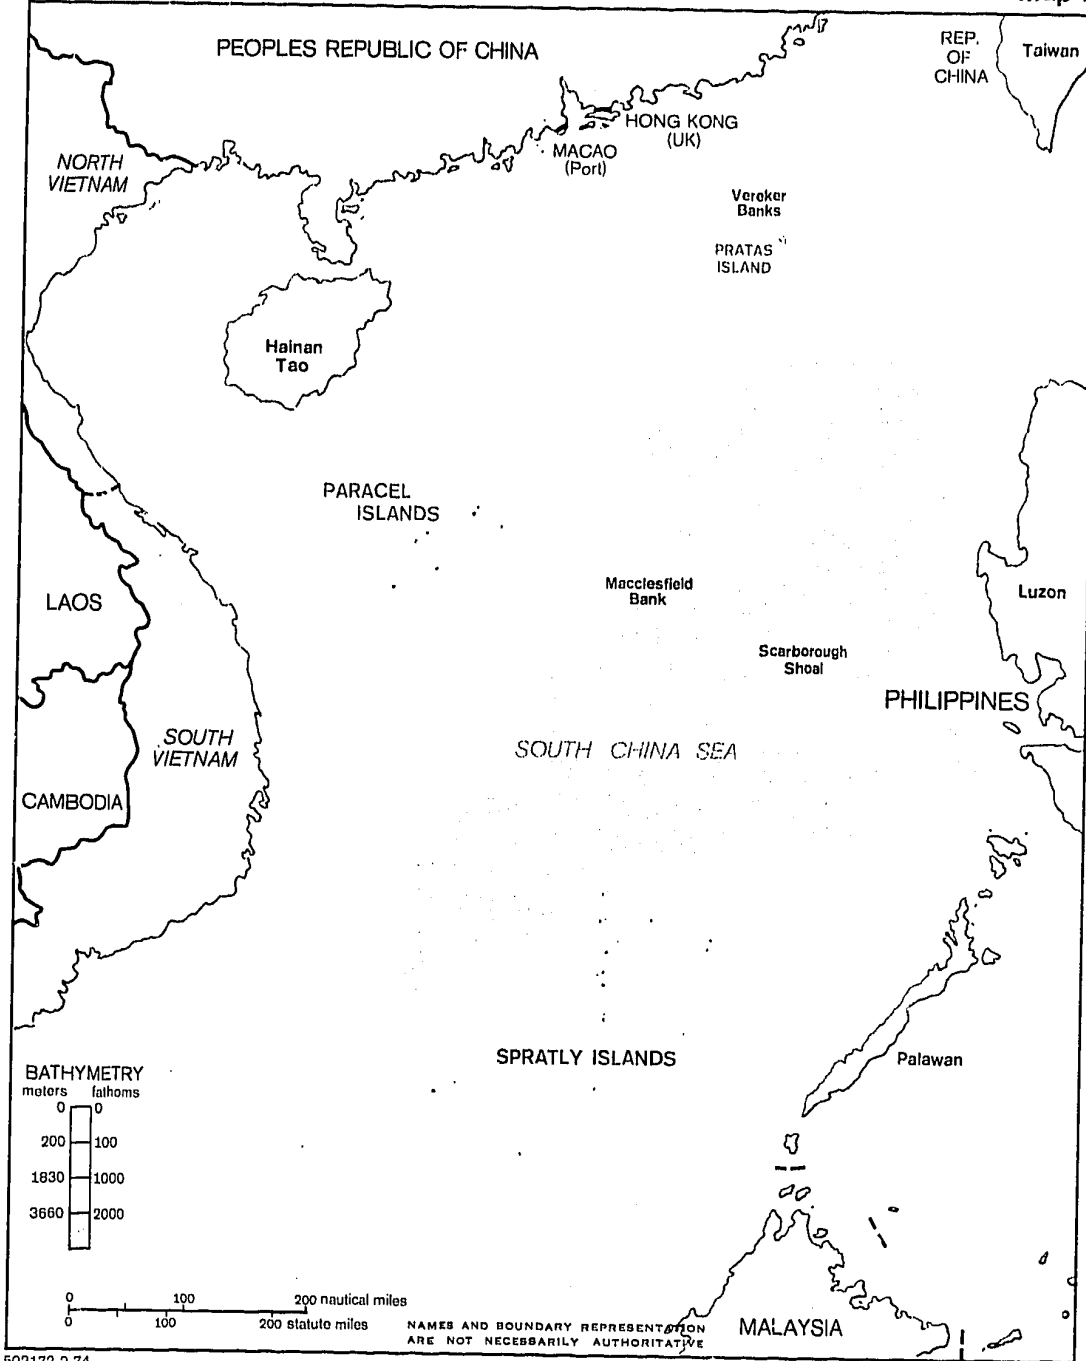 PEOPLES REPUBLIC OF CHINA
REP.
OF
CHINA
Taiwan
HONG KONG
(UK)
MACAO
(Port)
NORTH
VIETNAM
Vereker
Banks
PRATAS
ISLAND
Hainan
Tao
PARACEL
ISLANDS
LAOS
Macclesfield
Bank
Luzon
Scarborough
Shoal
PHILIPPINES
SOUTH
VIETNAM
SOUTH CHINA SEA
CAMBODIA
SPRATLY ISLANDS
Palawan
BATHYMETRY
meters fathoms
0 0
200 100
1830 1000
3660 2000
0 100 200 nautical miles
0 100 200 statute miles
NAMES AND BOUNDARY REPRESENTATION
ARE NOT NECESSARILY AUTHORITATIVE
MALAYSIA